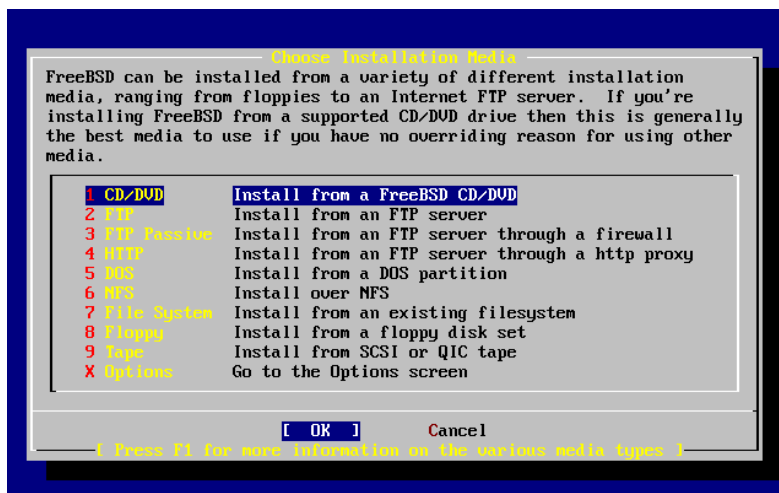 Choose Installation Media
FreeBSD can be installed from a variety of different installation
media, ranging from floppies to an Internet FTP server.  If you're
installing FreeBSD from a supported CD/DVD drive then this is generally
the best media to use if you have no overriding reason for using other
media.
1 CD/DVD Install from a FreeBSD CD/DVD
2 FTP Install from an FTP server
3 FTP Passive Install from an FTP server through a firewall
4 HTTP Install from an FTP server through a http proxy
5 DOS Install from a DOS partition
6 NFS Install over NFS
7 File System Install from an existing filesystem
8 Floppy Install from a floppy disk set
9 Tape Install from SCSI or QIC tape
X Options Go to the Options screen
[ OK ] Cancel
[ Press F1 for more information on the various media types ]